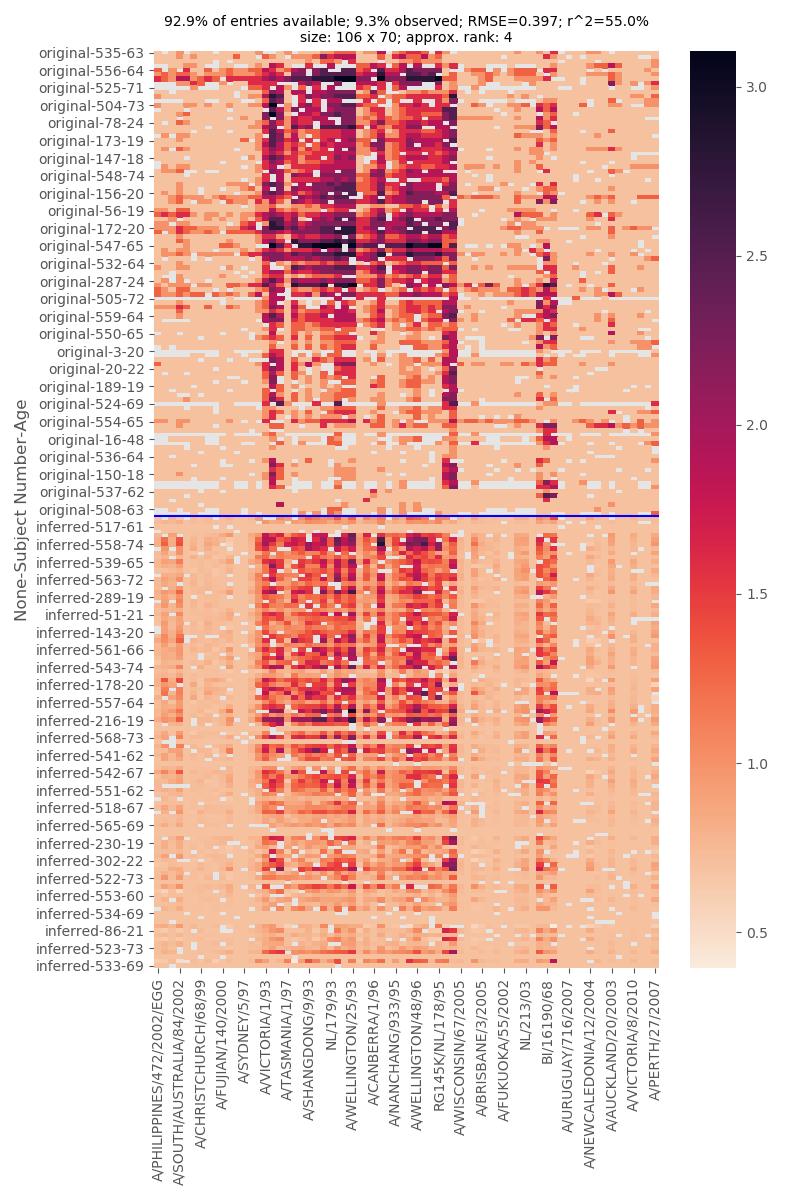 92.9% of entries available; 9.3% observed; RMSE=0.397; r^2=55.0%
size: 106 x 70; approx. rank: 4
None-Subject Number-Age
original-535-63
original-556-64
original-525-71
original-504-73
original-78-24
original-173-19
original-147-18
original-548-74
original-156-20
original-56-19
original-172-20
original-547-65
original-532-64
original-287-24
original-505-72
original-559-64
original-550-65
original-3-20
original-20-22
original-189-19
original-524-69
original-554-65
original-16-48
original-536-64
original-150-18
original-537-62
original-508-63
inferred-517-61
inferred-558-74
inferred-539-65
inferred-563-72
inferred-289-19
inferred-51-21
inferred-143-20
inferred-561-66
inferred-543-74
inferred-178-20
inferred-557-64
inferred-216-19
inferred-568-73
inferred-541-62
inferred-542-67
inferred-551-62
inferred-518-67
inferred-565-69
inferred-230-19
inferred-302-22
inferred-522-73
inferred-553-60
inferred-534-69
inferred-86-21
inferred-523-73
inferred-533-69
A/PHILIPPINES/472/2002/EGG
A/SOUTH/AUSTRALIA/84/2002
A/CHRISTCHURCH/68/99
A/FUJIAN/140/2000
A/SYDNEY/5/97
A/VICTORIA/1/93
A/TASMANIA/1/97
A/SHANGDONG/9/93
NL/179/93
A/WELLINGTON/25/93
A/CANBERRA/1/96
A/NANCHANG/933/95
A/WELLINGTON/48/96
RG145K/NL/178/95
A/WISCONSIN/67/2005
A/BRISBANE/3/2005
A/FUKUOKA/55/2002
NL/213/03
BI/16190/68
A/URUGUAY/716/2007
A/NEWCALEDONIA/12/2004
A/AUCKLAND/20/2003
A/VICTORIA/8/2010
A/PERTH/27/2007
3.0
2.5
2.0
1.5
1.0
0.5